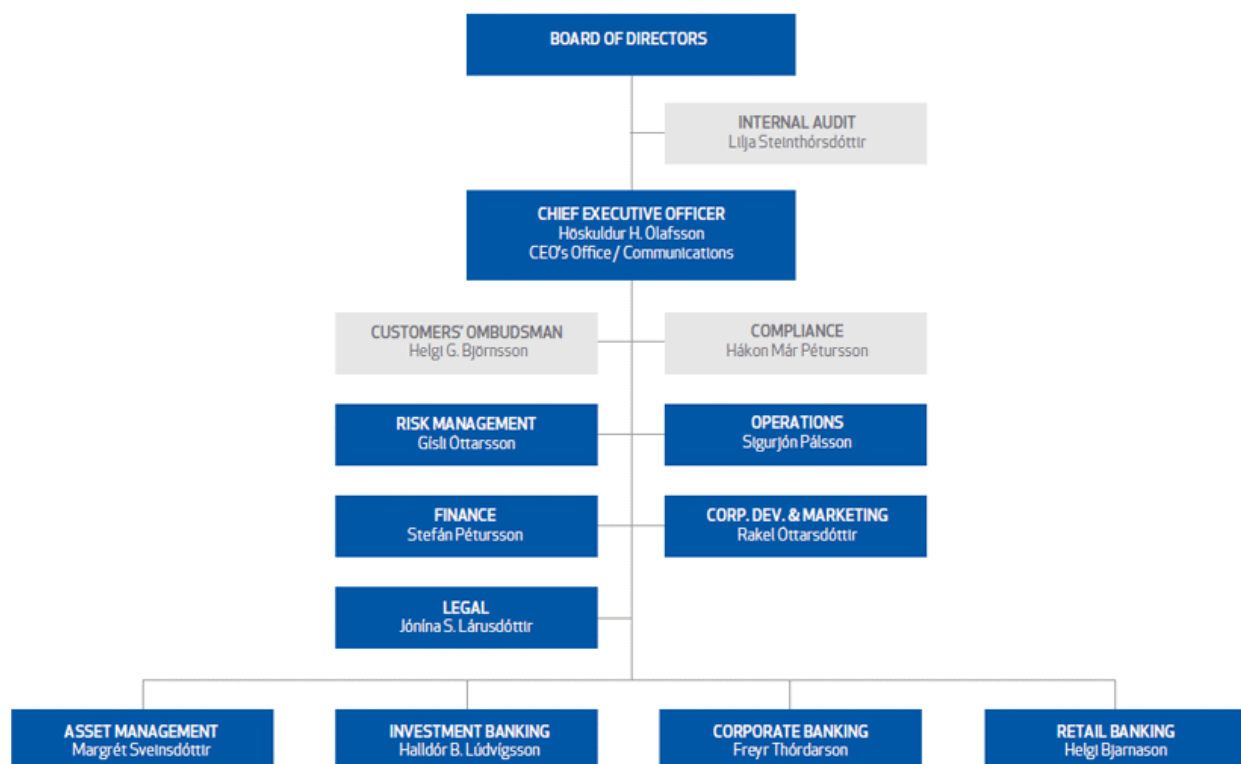 BOARD OF DIRECTORS
INTERNAL AUDIT
Lilja Steinthórsdóttir
CHIEF EXECUTIVE OFFICER
Höskuldur H. Ólafsson
CEO's Office / Communications
CUSTOMERS' OMBUDSMAN
Helgi G. Björnsson
COMPLIANCE
Hákon Már Pétursson
RISK MANAGEMENT
Gísli Óttarsson
OPERATIONS
Sigurjón Pálsson
FINANCE
Stefán Pétursson
CORP. DEV. & MARKETING
Rakel Óttarsdóttir
LEGAL
Jónína S. Lárusdóttir
ASSET MANAGEMENT
Margrét Sveinsdóttir
INVESTMENT BANKING
Halldór B. Lúdvígsson
CORPORATE BANKING
Freyr Thórdarson
RETAIL BANKING
Helgi Bjarnason